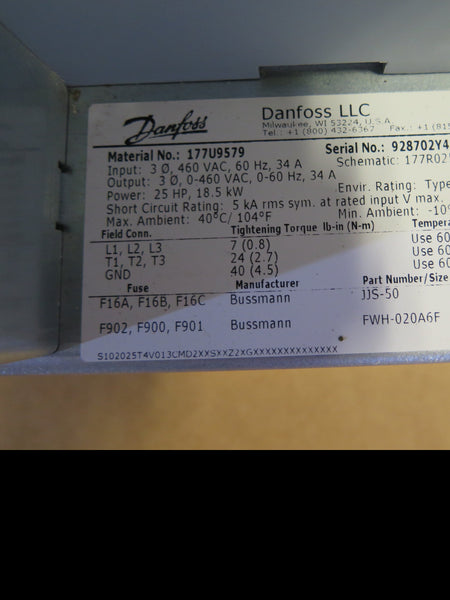 Danfoss
Danfoss LLC
Milwaukee, WI 53224, U.S.A
Tel.: +1 (800) 432-6367 Fax.: +1 (815
Material No.: 177U9579 Serial No.: 928702Y4
Input: 3 Ø, 460 VAC, 60 Hz, 34 A Schematic: 177R02
Output: 3 Ø, 0-460 VAC, 0-60 Hz, 34 A
Power: 25 HP, 18.5 kW Envir. Rating: Type
Short Circuit Rating: 5 kA rms sym. at rated input V max.
Max. Ambient: 40°C/ 104°F Min. Ambient: -10°
Field Conn. Tightening Torque lb-in (N-m) Tempera
L1, L2, L3 7 (0.8) Use 60
T1, T2, T3 24 (2.7) Use 60
GND 40 (4.5) Use 60
Fuse Manufacturer Part Number/Size
F16A, F16B, F16C Bussmann JJS-50
F902, F900, F901 Bussmann FWH-020A6F
S102025T4V013CMD2XXSXXZ2XGXXXXXXXXXXXXXXX